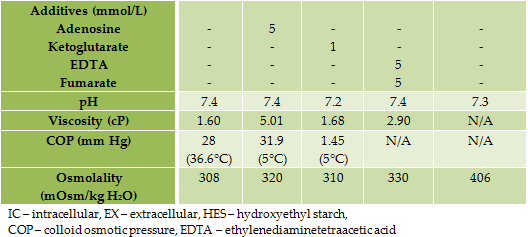 Additives (mmol/L)
Adenosine - 5 - - -
Ketoglutarate - - 1 - -
EDTA - - - 5 -
Fumarate - - - 5 -
pH 7.4 7.4 7.2 7.4 7.3
Viscosity (cP) 1.60 5.01 1.68 2.90 N/A
COP (mm Hg) 28 31.9 1.45 N/A N/A
(36.6°C) (5°C) (5°C)
Osmolality 308 320 310 330 406
(mOsm/kg H₂O)
IC – intracellular, EX – extracellular, HES – hydroxyethyl starch,
COP – colloid osmotic pressure, EDTA – ethylenediaminetetraacetic acid